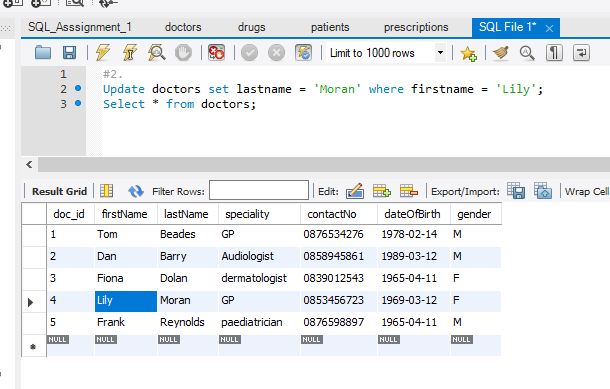 SQL_Asssignment_1 doctors drugs patients prescriptions SQL File 1*
Limit to 1000 rows
1 #2.
2 Update doctors set lastname = 'Moran' where firstname = 'Lily';
3 Select * from doctors;
Result Grid Filter Rows: Edit: Export/Import: Wrap Cell
doc_id firstName lastName speciality contactNo dateOfBirth gender
1 Tom Beades GP 0876534276 1978-02-14 M
2 Dan Barry Audiologist 0858945861 1989-03-12 M
3 Fiona Dolan dermatologist 0839012543 1965-04-11 F
4 Lily Moran GP 0853456723 1969-03-12 F
5 Frank Reynolds paediatrician 0876598897 1965-04-11 M
NULL NULL NULL NULL NULL NULL NULL